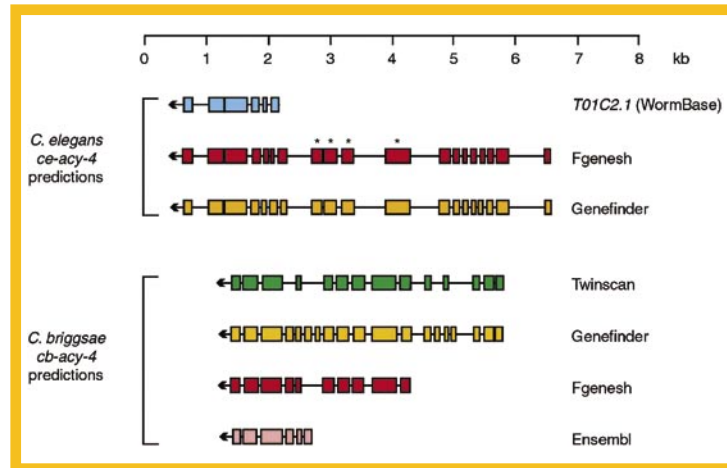 0 1 2 3 4 5 6 7 8 kb
T01C2.1 (WormBase)
C. elegans
ce-acy-4
predictions
* * * *
Fgenesh
Genefinder
Twinscan
C. briggsae
cb-acy-4
predictions
Genefinder
Fgenesh
Ensembl